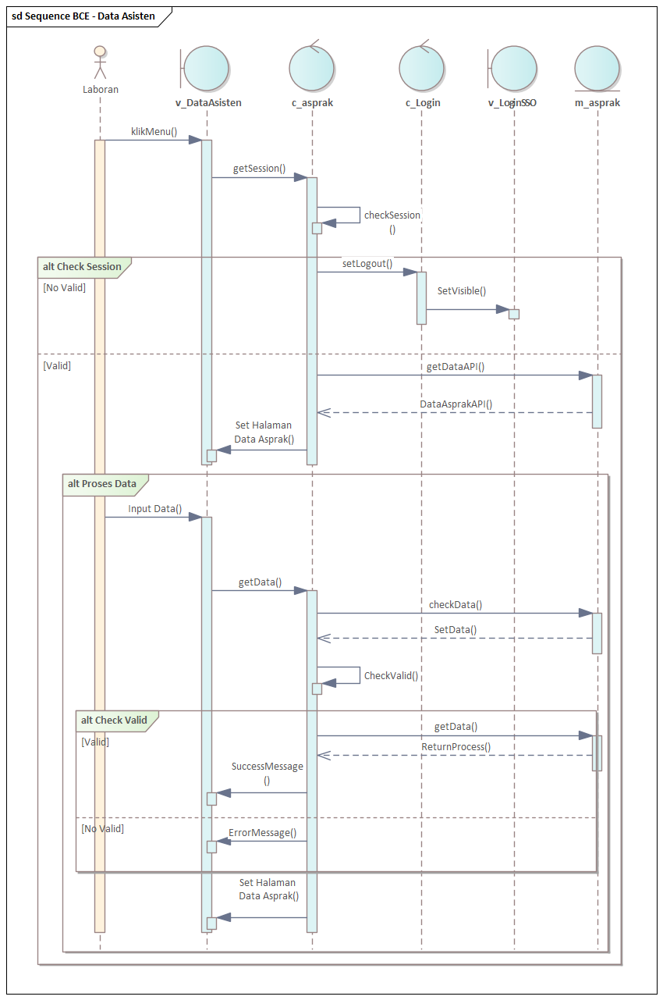 sd Sequence BCE - Data Asisten
Laboran
v_DataAsisten
c_asprak
c_Login
v_LoginSSO
m_asprak
klikMenu()
getSession()
checkSession
()
alt Check Session
setLogout()
[No Valid]
SetVisible()
[Valid]
getDataAPI()
DataAsprakAPI()
Set Halaman
Data Asprak()
alt Proses Data
Input Data()
getData()
checkData()
SetData()
CheckValid()
alt Check Valid
getData()
[Valid]
ReturnProcess()
SuccessMessage
()
[No Valid]
ErrorMessage()
Set Halaman
Data Asprak()